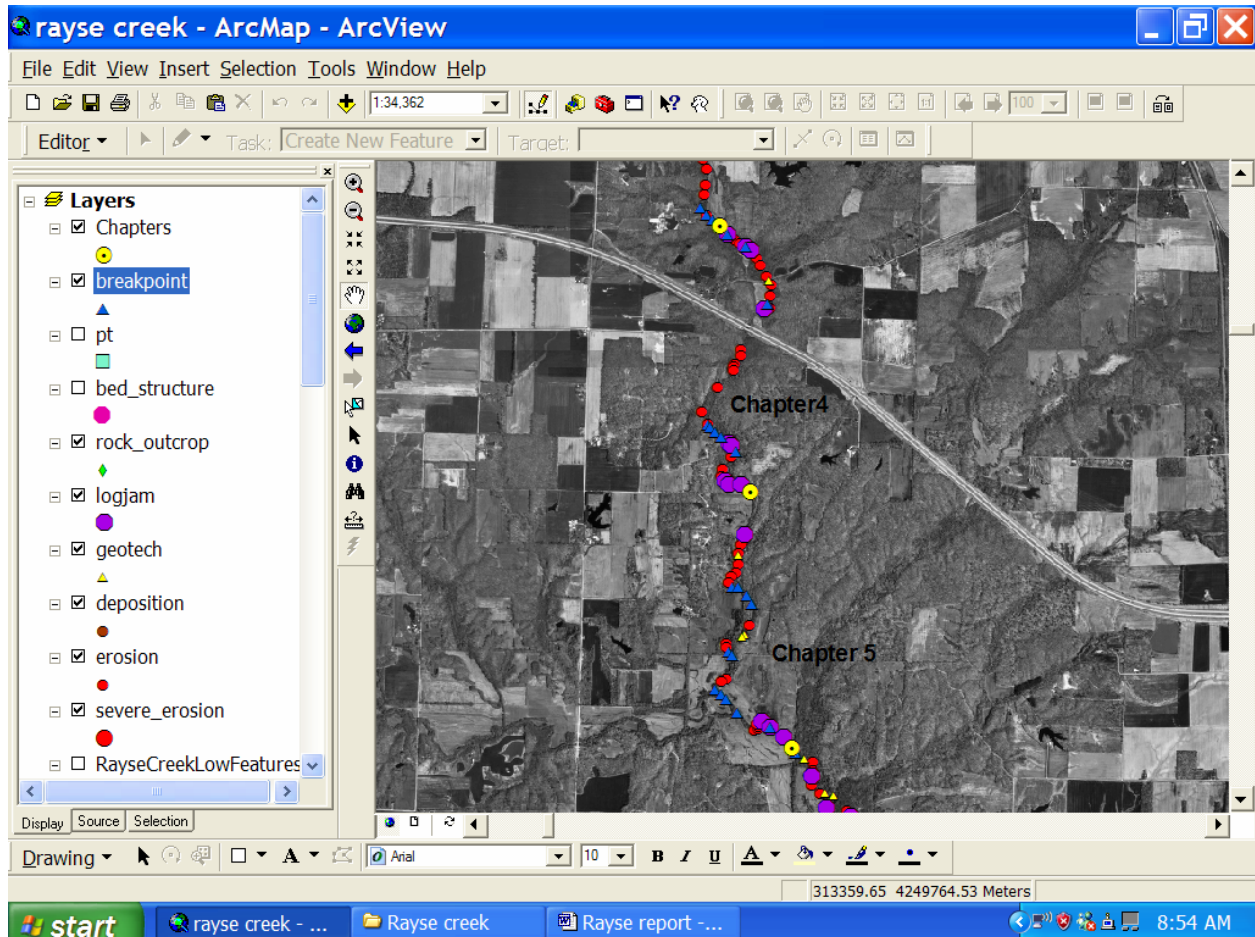 rayse creek - ArcMap - ArcView
File Edit View Insert Selection Tools Window Help
1:34,362
100
Editor Task: Create New Feature Target:
Layers
Chapters
breakpoint
pt
bed_structure
rock_outcrop
logjam
geotech
deposition
erosion
severe_erosion
RayseCreekLowFeatures
Display Source Selection
Chapter4
Chapter 5
Drawing A Arial 10 B I U A
313359.65 4249764.53 Meters
start rayse creek - ... Rayse creek Rayse report -... 8:54 AM